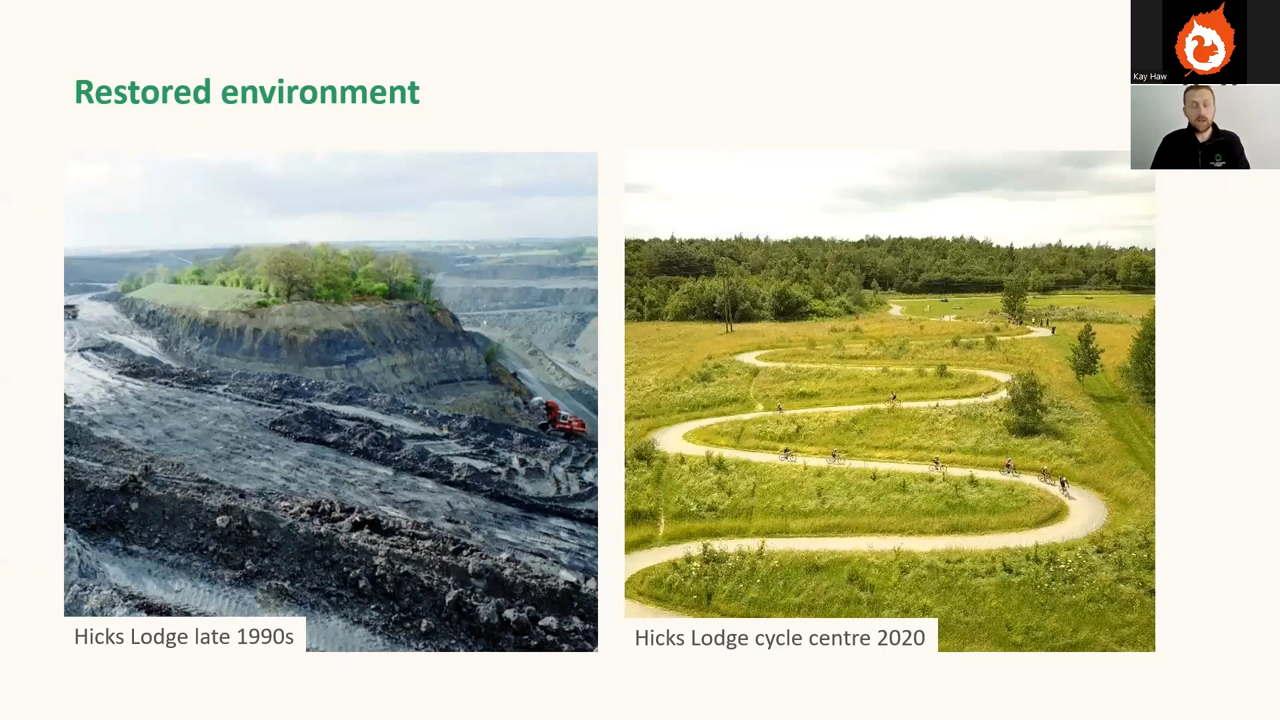 Restored environment
Kay Haw
Hicks Lodge late 1990s
Hicks Lodge cycle centre 2020